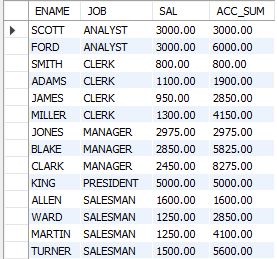 ENAME JOB SAL ACC_SUM
SCOTT ANALYST 3000.00 3000.00
FORD ANALYST 3000.00 6000.00
SMITH CLERK 800.00 800.00
ADAMS CLERK 1100.00 1900.00
JAMES CLERK 950.00 2850.00
MILLER CLERK 1300.00 4150.00
JONES MANAGER 2975.00 2975.00
BLAKE MANAGER 2850.00 5825.00
CLARK MANAGER 2450.00 8275.00
KING PRESIDENT 5000.00 5000.00
ALLEN SALESMAN 1600.00 1600.00
WARD SALESMAN 1250.00 2850.00
MARTIN SALESMAN 1250.00 4100.00
TURNER SALESMAN 1500.00 5600.00